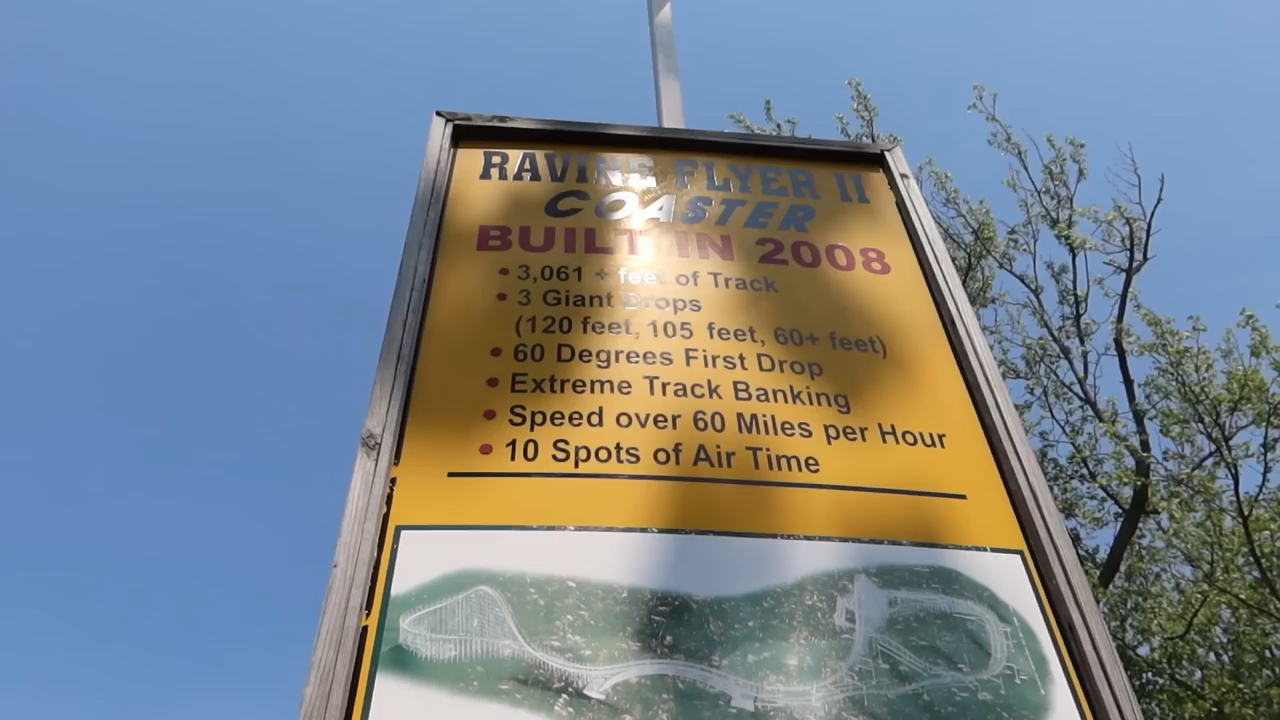 RAVINE FLYER II
COASTER
BUILT IN 2008
• 3,061 + feet of Track
• 3 Giant Drops
(120 feet, 105 feet, 60+ feet)
• 60 Degrees First Drop
• Extreme Track Banking
• Speed over 60 Miles per Hour
• 10 Spots of Air Time